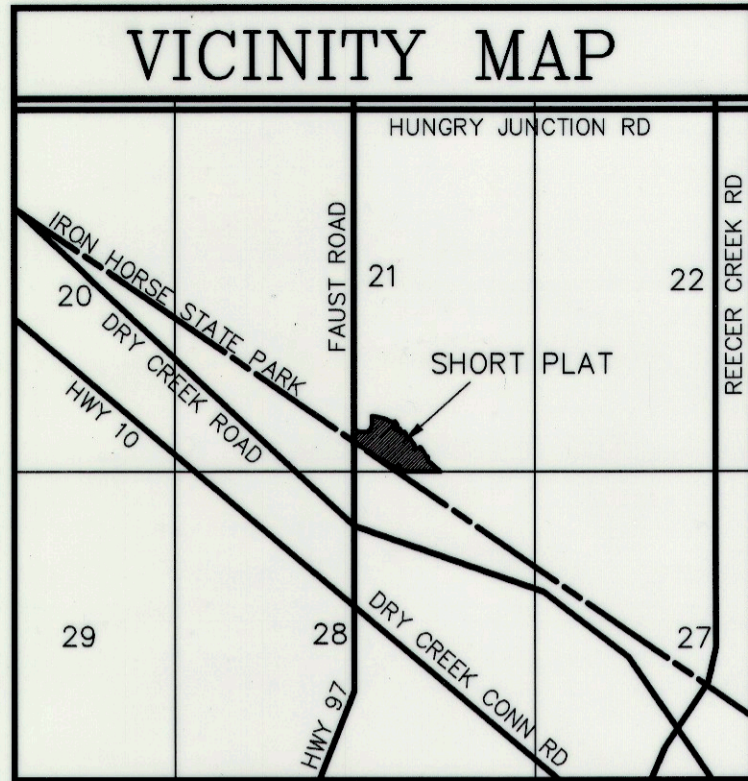 VICINITY MAP
HUNGRY JUNCTION RD
IRON HORSE STATE PARK
FAUST ROAD
21
22
REECER CREEK RD
20
DRY CREEK ROAD
SHORT PLAT
HWY 10
29
28
DRY CREEK CONN RD
27
HWY 97